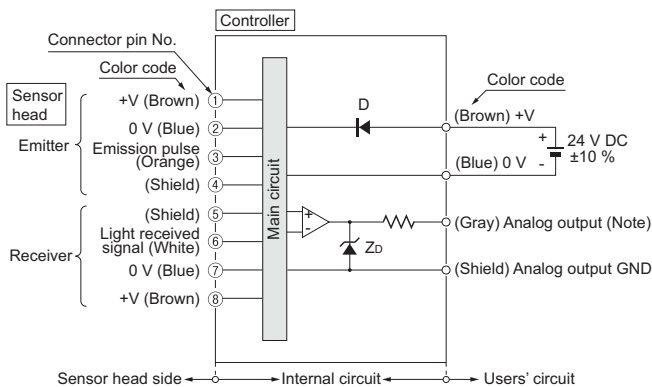 Controller
Connector pin No.
Color code
Sensor
head
Emitter
+V (Brown) 1
0 V (Blue) 2
Emission pulse
(Orange) 3
(Shield) 4
Receiver
(Shield) 5
Light received
signal (White) 6
0 V (Blue) 7
+V (Brown) 8
Main circuit
D
+
-
ZD
Color code
(Brown) +V
+
-
24 V DC
±10 %
(Blue) 0 V
(Gray) Analog output (Note)
(Shield) Analog output GND
Sensor head side
Internal circuit
Users' circuit